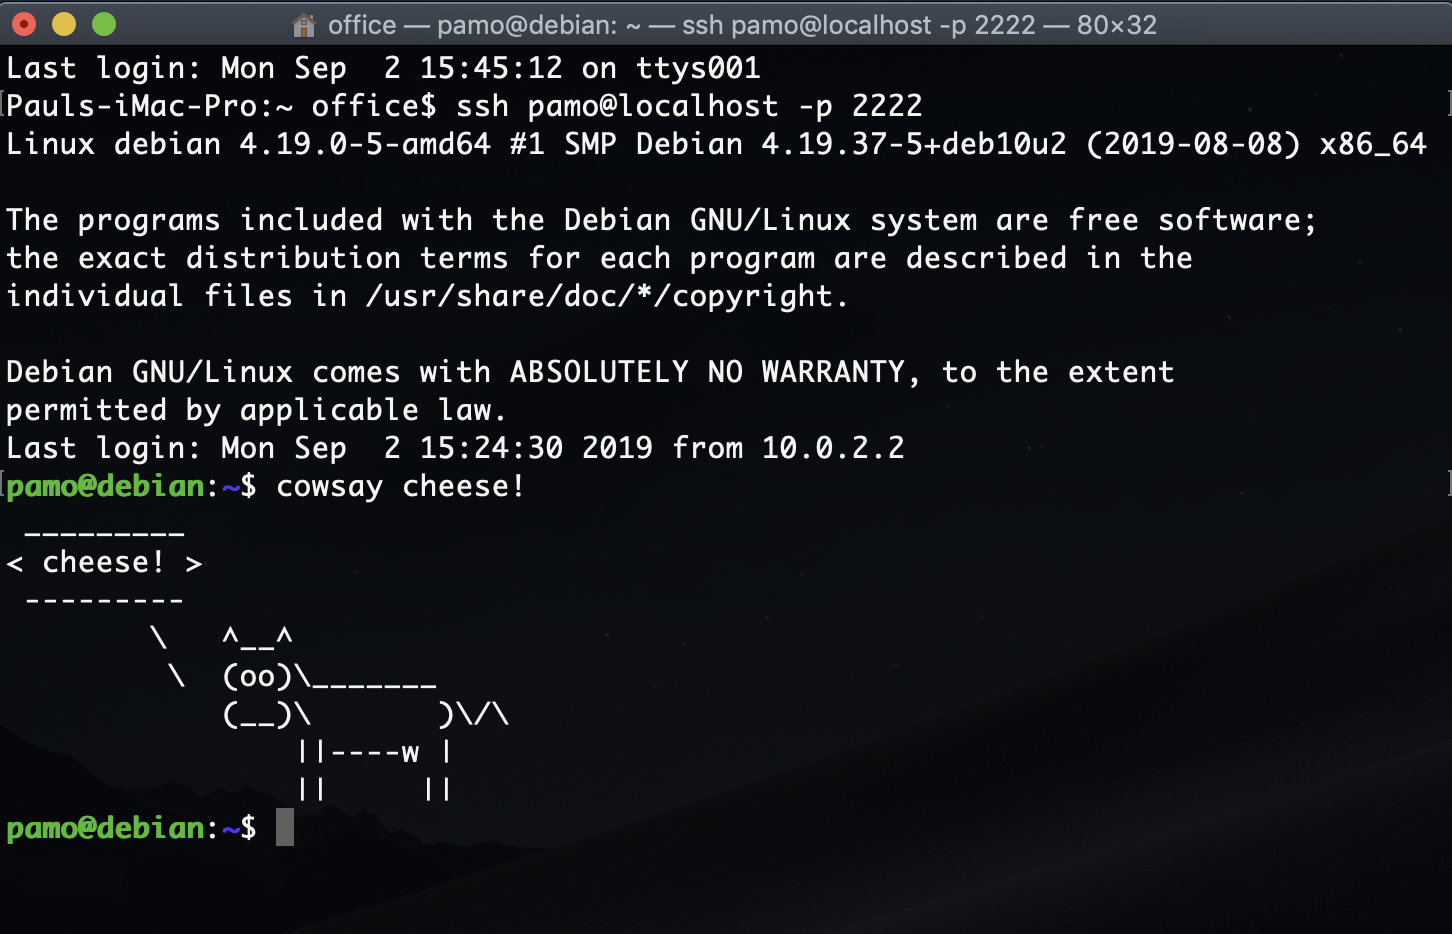 office — pamo@debian: ~ — ssh pamo@localhost -p 2222 — 80×32
Last login: Mon Sep  2 15:45:12 on ttys001
Pauls-iMac-Pro:~ office$ ssh pamo@localhost -p 2222
Linux debian 4.19.0-5-amd64 #1 SMP Debian 4.19.37-5+deb10u2 (2019-08-08) x86_64

The programs included with the Debian GNU/Linux system are free software;
the exact distribution terms for each program are described in the
individual files in /usr/share/doc/*/copyright.

Debian GNU/Linux comes with ABSOLUTELY NO WARRANTY, to the extent
permitted by applicable law.
Last login: Mon Sep  2 15:24:30 2019 from 10.0.2.2
pamo@debian:~$ cowsay cheese!
 _________
< cheese! >
 ---------
        \   ^__^
         \  (oo)\_______
            (__)\       )\/\
                ||----w |
                ||     ||
pamo@debian:~$